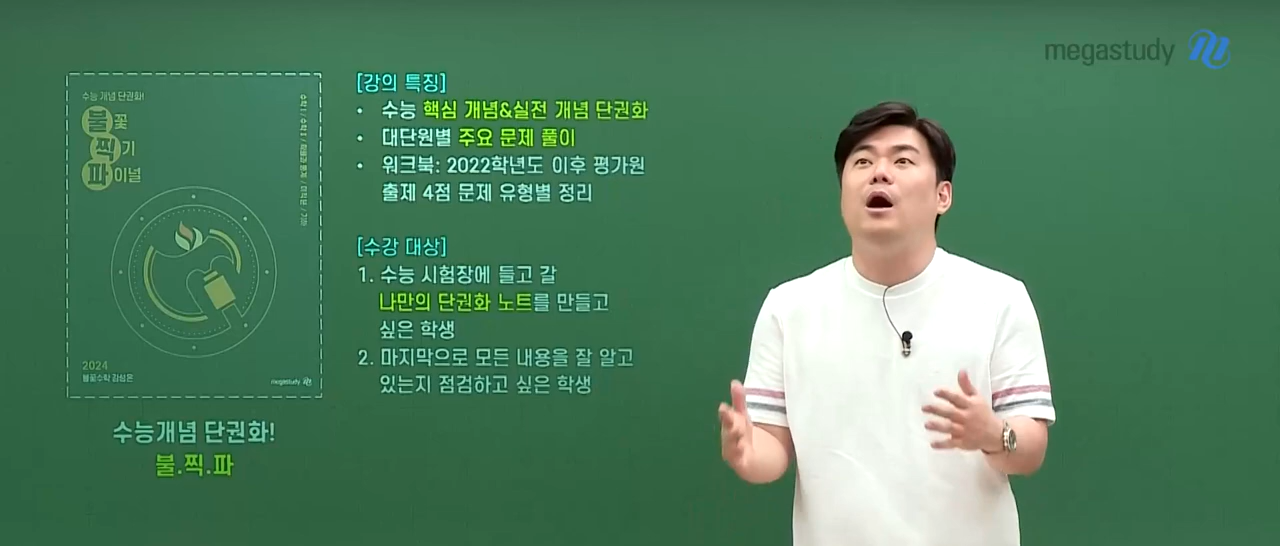 megastudy
수능 개념 단권화!
불꽃
찍기
파이널
2024
불꽃수학 김성은
megastudy
수능개념 단권화!
불.찍.파
[강의 특징]
• 수능 핵심 개념&실전 개념 단권화
• 대단원별 주요 문제 풀이
• 워크북: 2022학년도 이후 평가원
출제 4점 문제 유형별 정리
[수강 대상]
1. 수능 시험장에 들고 갈
나만의 단권화 노트를 만들고
싶은 학생
2. 마지막으로 모든 내용을 잘 알고
있는지 점검하고 싶은 학생